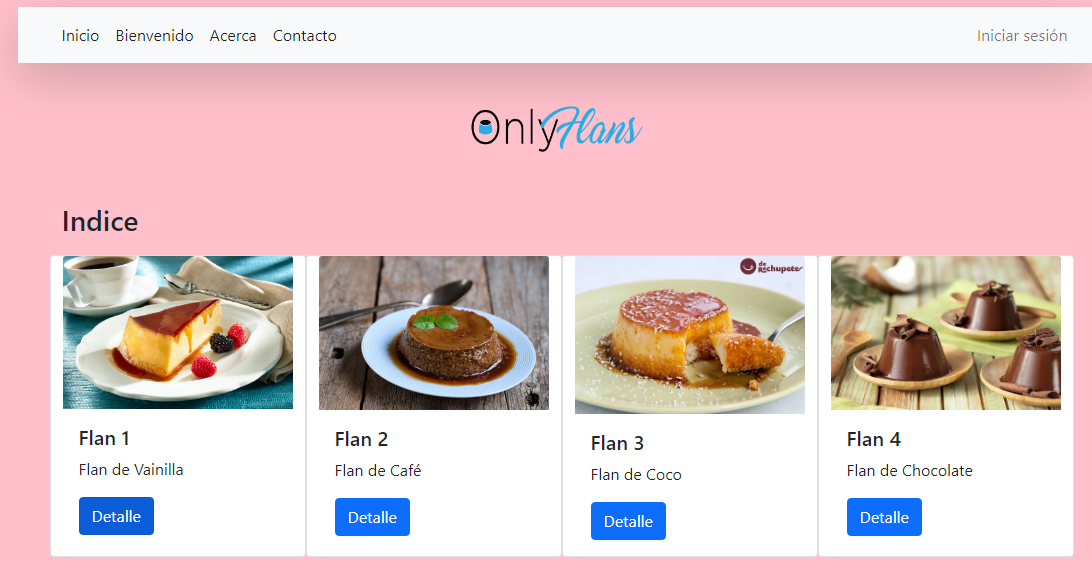 Inicio Bienvenido Acerca Contacto Iniciar sesión
OnlyFlans
Indice
de Rechupete
Flan 1
Flan de Vainilla
Detalle
Flan 2
Flan de Café
Detalle
Flan 3
Flan de Coco
Detalle
Flan 4
Flan de Chocolate
Detalle